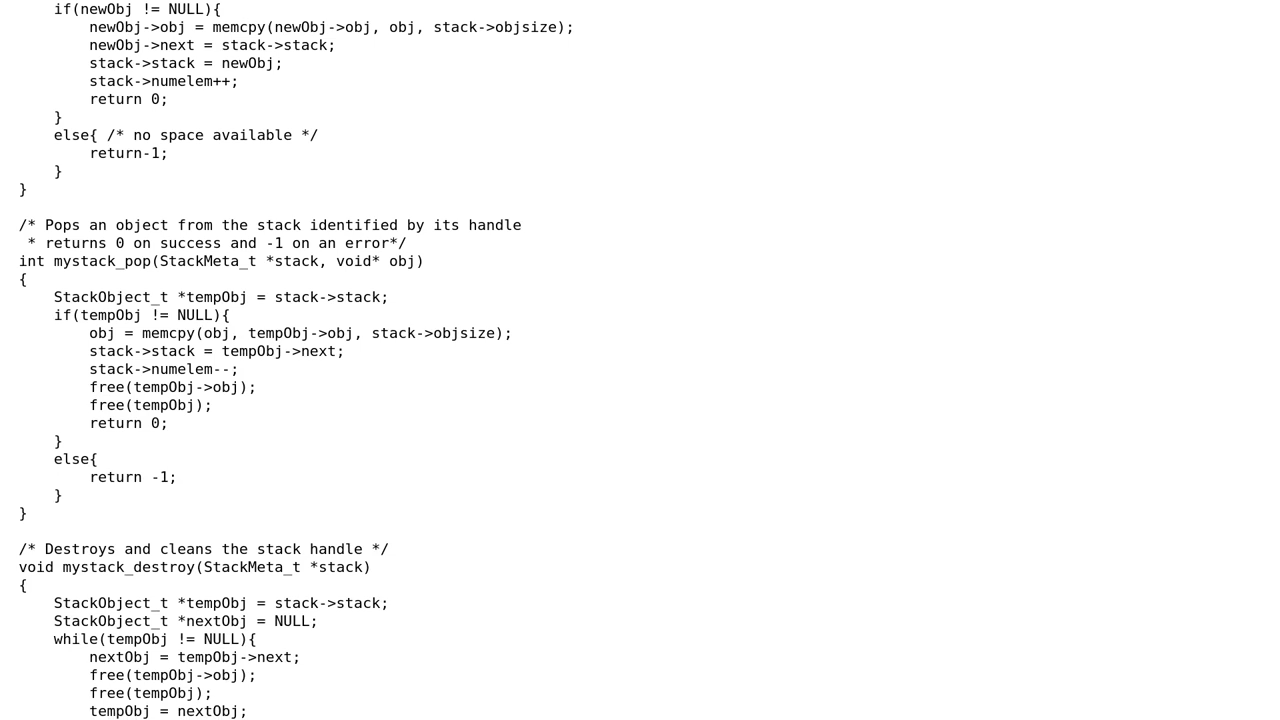 if(newObj != NULL){
        newObj->obj = memcpy(newObj->obj, obj, stack->objsize);
        newObj->next = stack->stack;
        stack->stack = newObj;
        stack->numelem++;
        return 0;
    }
    else{ /* no space available */
        return-1;
    }
}

/* Pops an object from the stack identified by its handle
 * returns 0 on success and -1 on an error*/
int mystack_pop(StackMeta_t *stack, void* obj)
{
    StackObject_t *tempObj = stack->stack;
    if(tempObj != NULL){
        obj = memcpy(obj, tempObj->obj, stack->objsize);
        stack->stack = tempObj->next;
        stack->numelem--;
        free(tempObj->obj);
        free(tempObj);
        return 0;
    }
    else{
        return -1;
    }
}

/* Destroys and cleans the stack handle */
void mystack_destroy(StackMeta_t *stack)
{
    StackObject_t *tempObj = stack->stack;
    StackObject_t *nextObj = NULL;
    while(tempObj != NULL){
        nextObj = tempObj->next;
        free(tempObj->obj);
        free(tempObj);
        tempObj = nextObj;